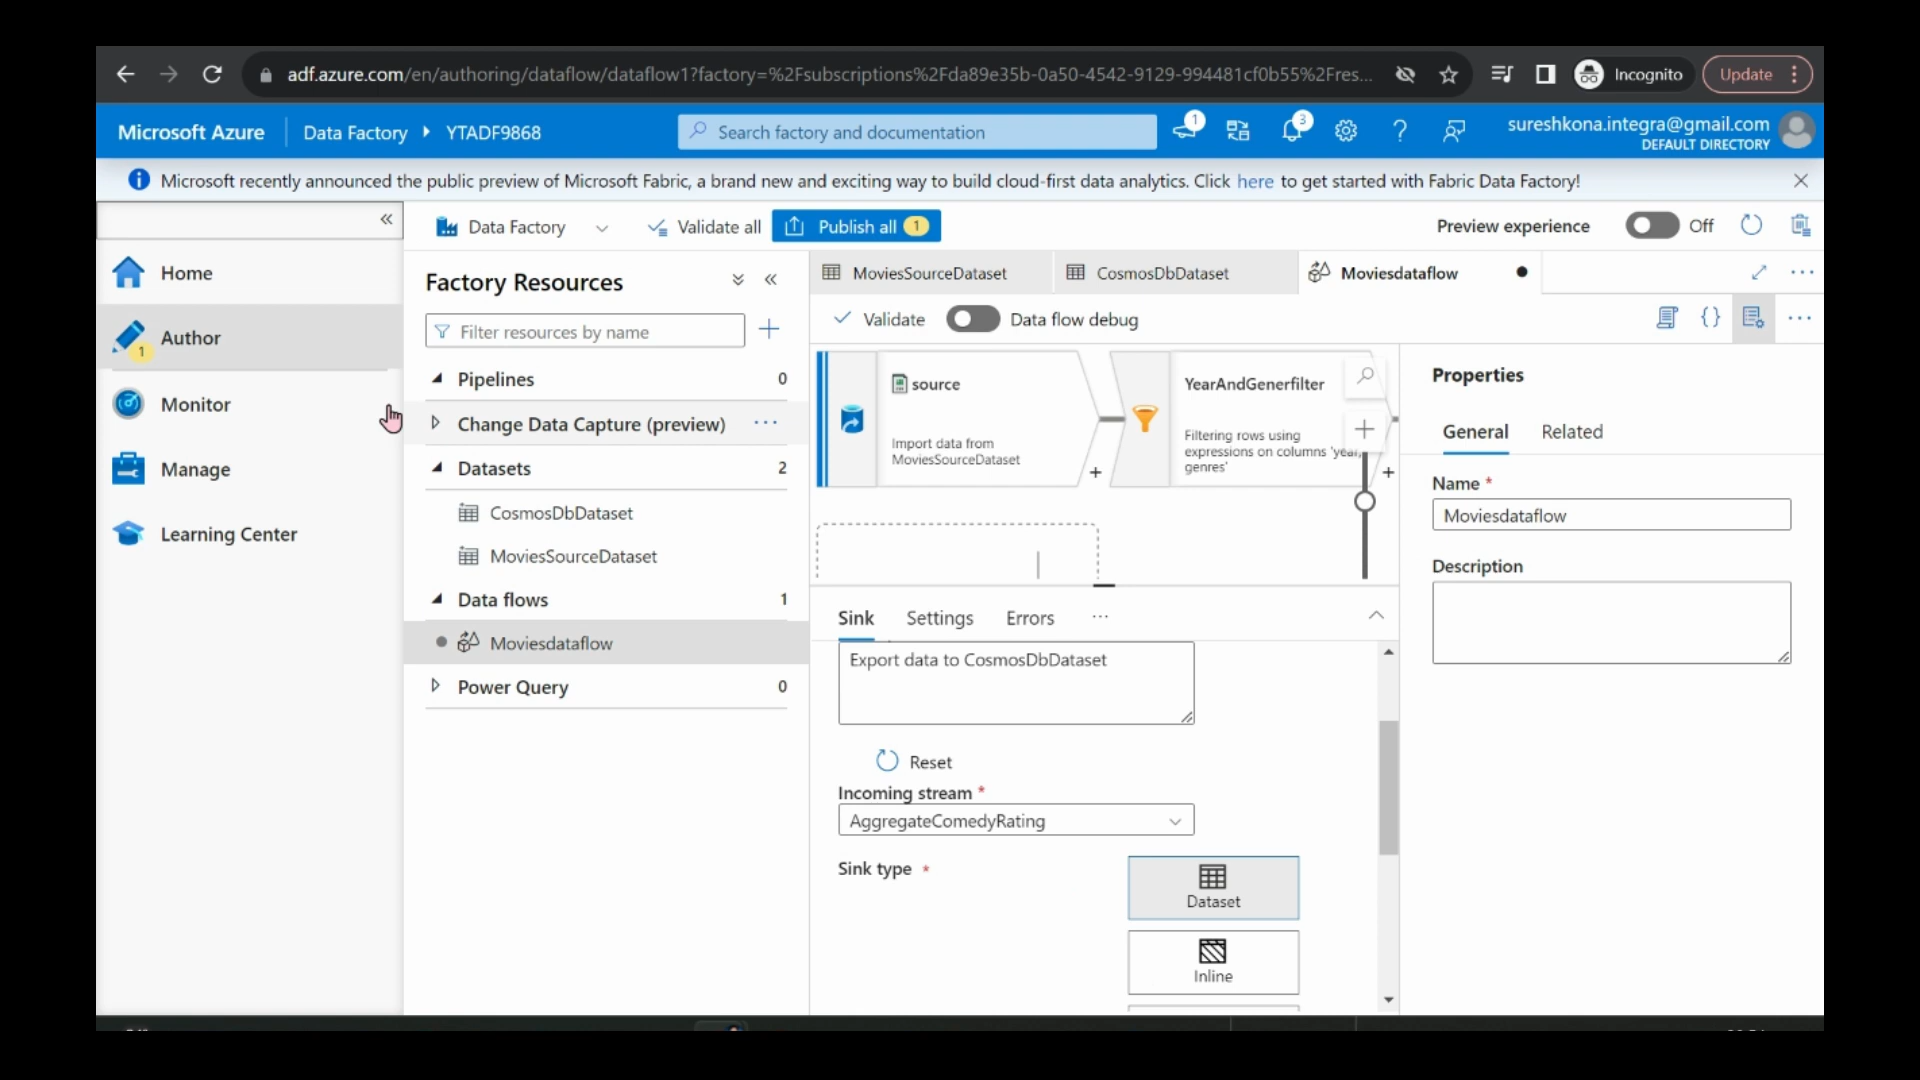 adf.azure.com/en/authoring/dataflow/dataflow1?factory=%2Fsubscriptions%2Fda89e35b-0a50-4542-9129-994481cf0b55%2Fres...
Incognito
Update
Microsoft Azure
Data Factory
YTADF9868
Search factory and documentation
1
3
?
sureshkona.integra@gmail.com
DEFAULT DIRECTORY
Microsoft recently announced the public preview of Microsoft Fabric, a brand new and exciting way to build cloud-first data analytics. Click here to get started with Fabric Data Factory!
«
Home
Author
1
Monitor
Manage
Learning Center
Data Factory
Validate all
Publish all 1
Preview experience
Off
Factory Resources
Filter resources by name
Pipelines 0
Change Data Capture (preview) ...
Datasets 2
CosmosDbDataset
MoviesSourceDataset
Data flows 1
Moviesdataflow
Power Query 0
MoviesSourceDataset
CosmosDbDataset
Moviesdataflow
Validate
Data flow debug
{}
source
Import data from
MoviesSourceDataset
YearAndGenerfilter
Filtering rows using
expressions on columns 'year,
genres'
Sink
Settings
Errors
...
Export data to CosmosDbDataset
Reset
Incoming stream *
AggregateComedyRating
Sink type *
Dataset
Inline
Properties
General
Related
Name *
Moviesdataflow
Description